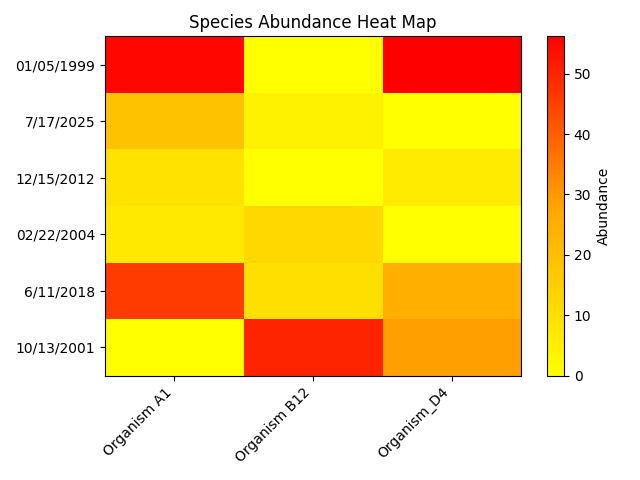 Species Abundance Heat Map
01/05/1999
7/17/2025
12/15/2012
02/22/2004
6/11/2018
10/13/2001
Organism A1
Organism B12
Organism_D4
50
40
30
20
10
0
Abundance